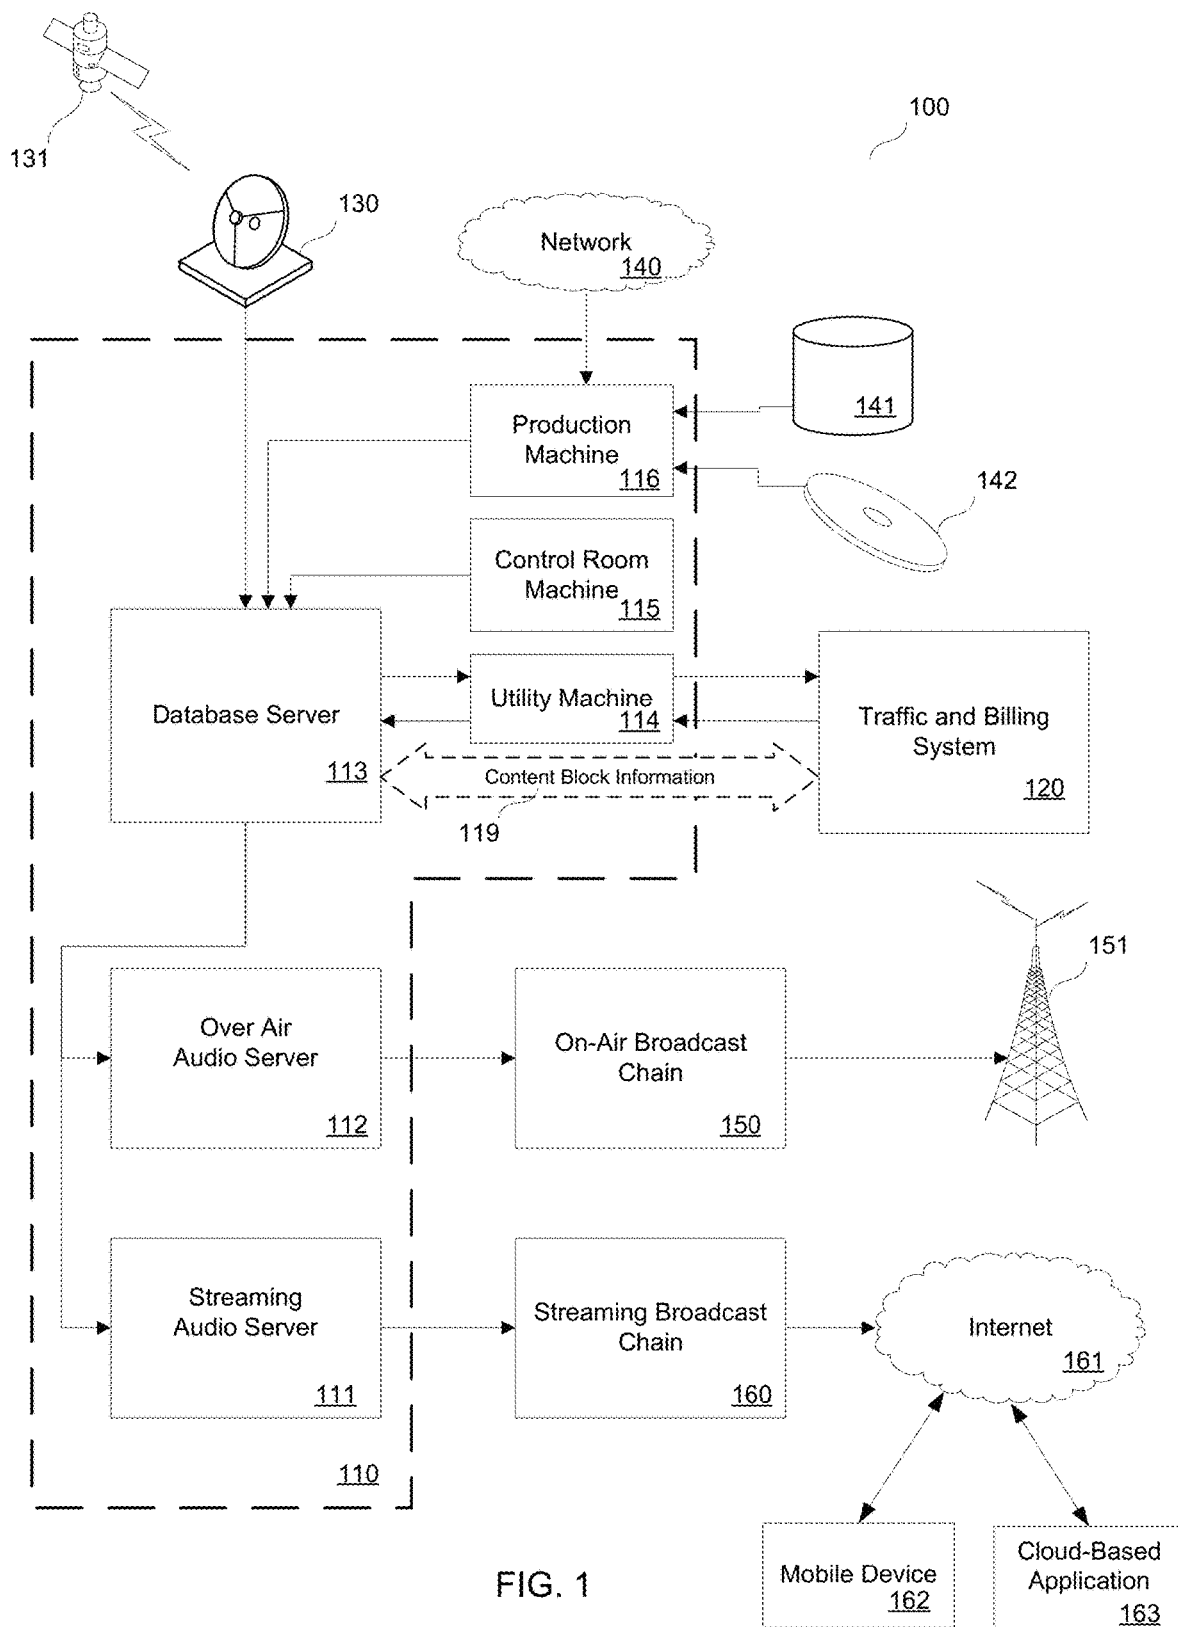 100
131
130
Network
140
141
Production
Machine
116
142
Control Room
Machine
115
Database Server
113
Utility Machine
114
Traffic and Billing
System
120
Content Block Information
119
151
Over Air
Audio Server
112
On-Air Broadcast
Chain
150
Streaming
Audio Server
111
Streaming Broadcast
Chain
160
Internet
161
110
Mobile Device
162
Cloud-Based
Application
163
FIG. 1